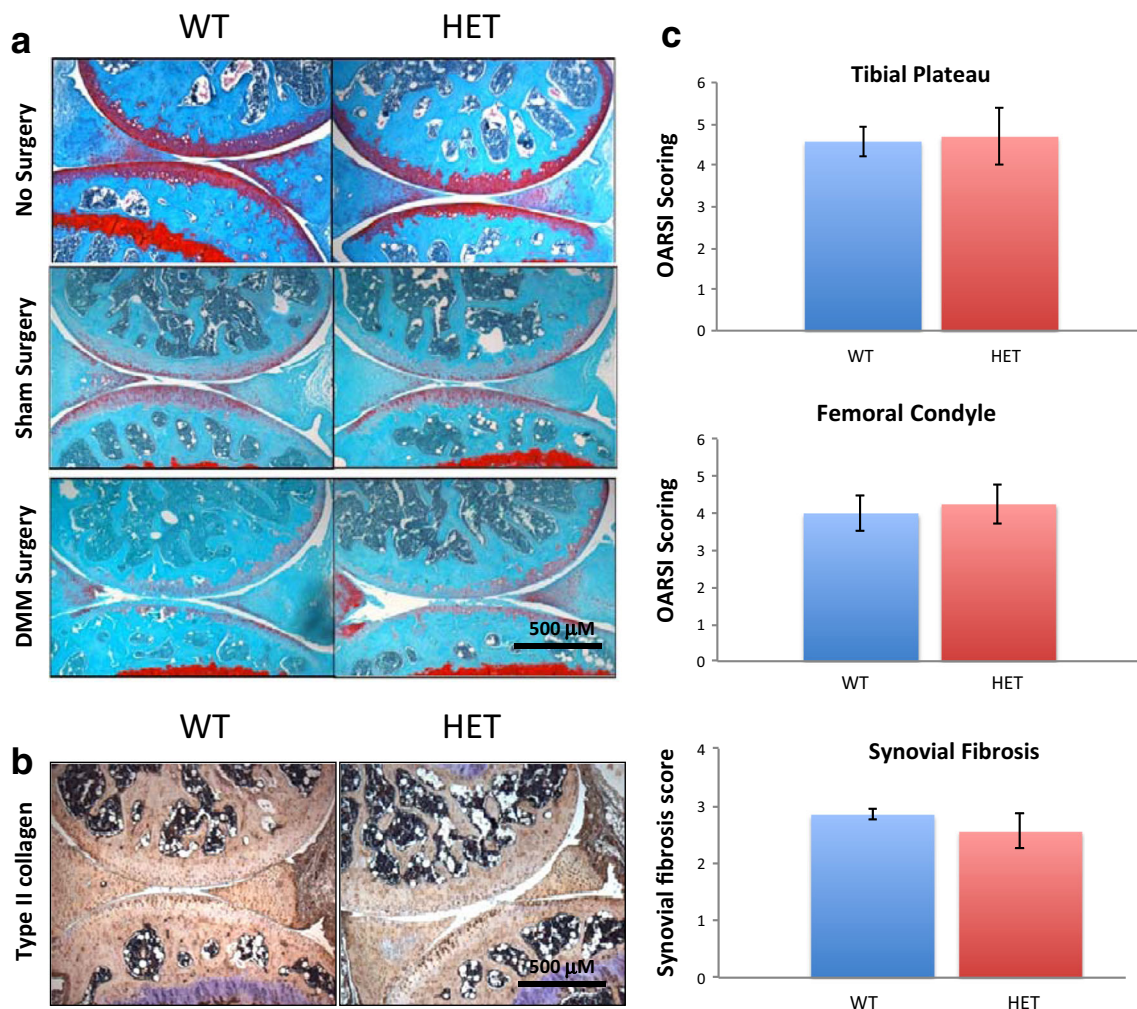 a
WT HET
No Surgery
Sham Surgery
DMM Surgery
500 µM
b
WT HET
Type II collagen
500 µM
c
Tibial Plateau
OARSI Scoring
6
5
4
3
2
1
0
WT HET
Femoral Condyle
OARSI Scoring
6
5
4
3
2
1
0
WT HET
Synovial Fibrosis
Synovial fibrosis score
4
3
2
1
0
WT HET